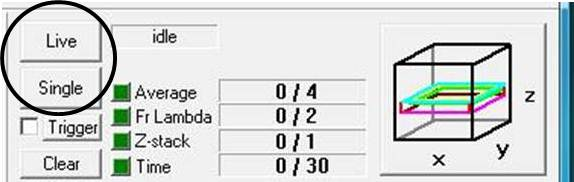 Live
idle
Single
Average 0 / 4
Trigger
Fr Lambda 0 / 2
Z-stack 0 / 1
Clear
Time 0 / 30
z
x
y